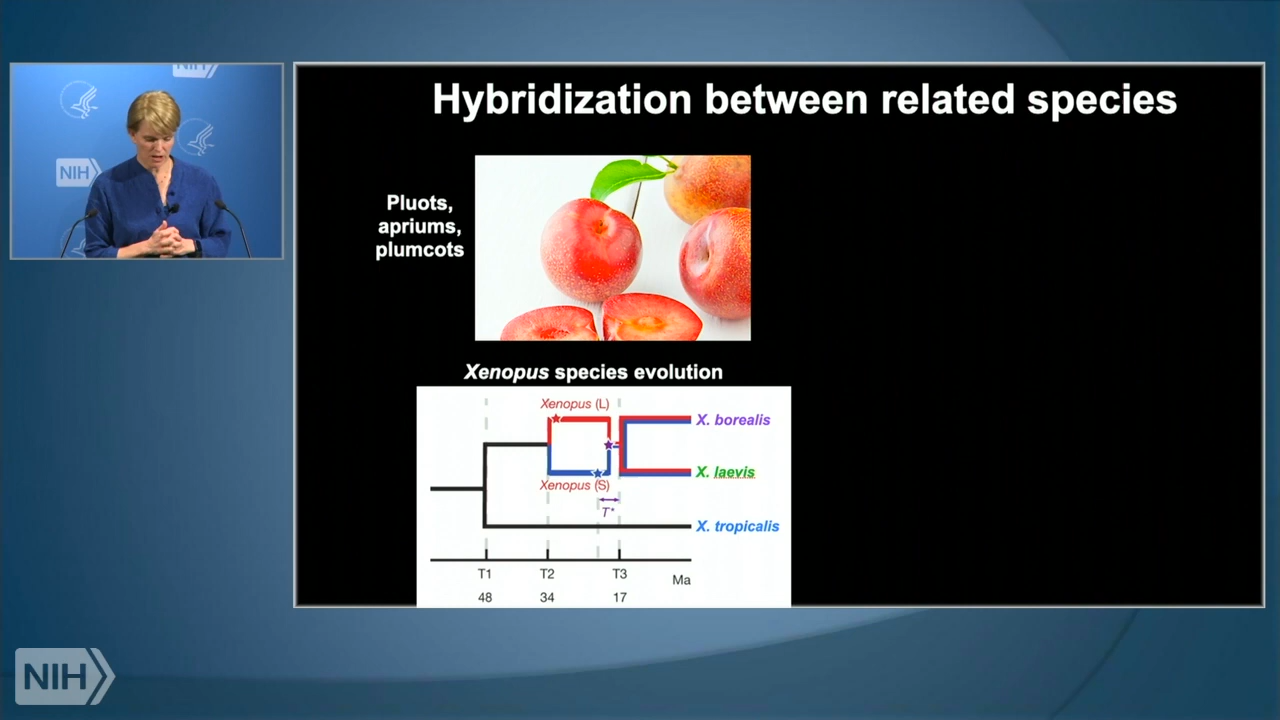 NIH
NIH
Hybridization between related species
Pluots,
apriums,
plumcots
Xenopus species evolution
Xenopus (L)
X. borealis
X. laevis
Xenopus (S)
T*
X. tropicalis
T1 T2 T3 Ma
48 34 17
NIH